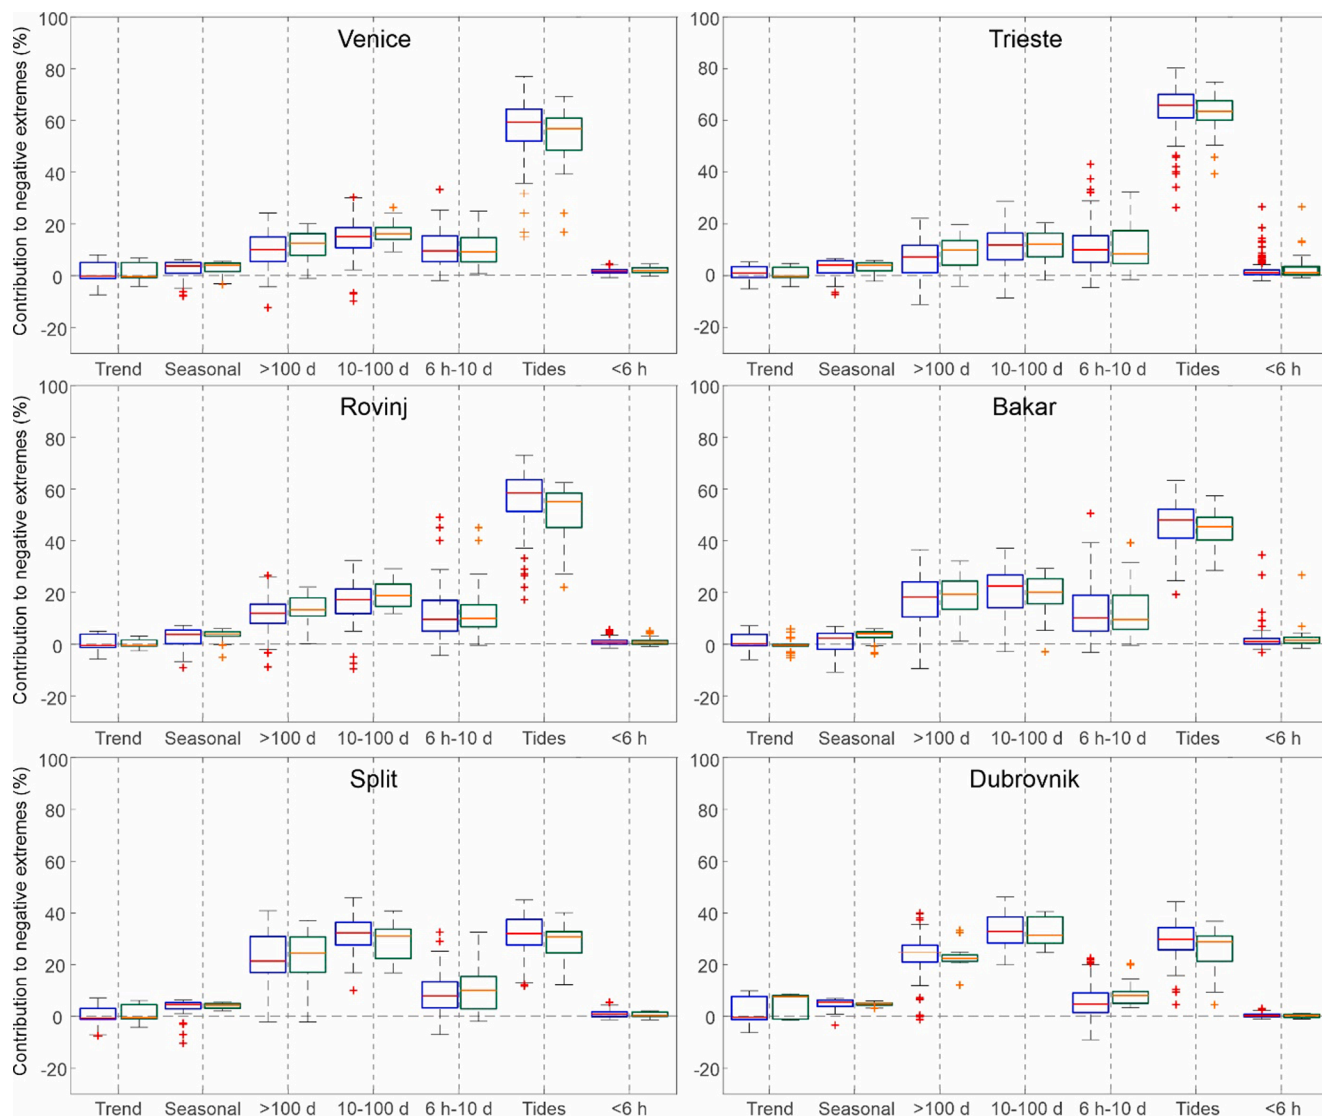 Venice
Contribution to negative extremes (%)
100
80
60
40
20
0
-20
Trend Seasonal >100 d 10-100 d 6 h-10 d Tides <6 h
Trieste
100
80
60
40
20
0
-20
Trend Seasonal >100 d 10-100 d 6 h-10 d Tides <6 h
Rovinj
Contribution to negative extremes (%)
100
80
60
40
20
0
-20
Trend Seasonal >100 d 10-100 d 6 h-10 d Tides <6 h
Bakar
100
80
60
40
20
0
-20
Trend Seasonal >100 d 10-100 d 6 h-10 d Tides <6 h
Split
Contribution to negative extremes (%)
100
80
60
40
20
0
-20
Trend Seasonal >100 d 10-100 d 6 h-10 d Tides <6 h
Dubrovnik
100
80
60
40
20
0
-20
Trend Seasonal >100 d 10-100 d 6 h-10 d Tides <6 h